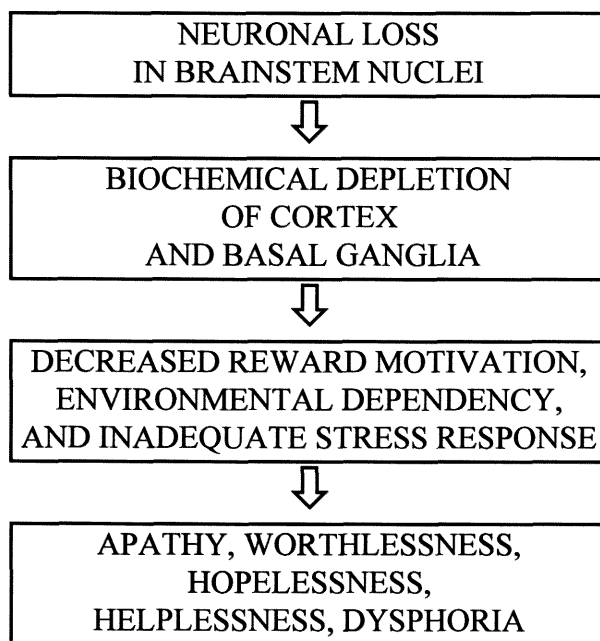 NEURONAL LOSS
IN BRAINSTEM NUCLEI
BIOCHEMICAL DEPLETION
OF CORTEX
AND BASAL GANGLIA
DECREASED REWARD MOTIVATION,
ENVIRONMENTAL DEPENDENCY,
AND INADEQUATE STRESS RESPONSE
APATHY, WORTHLESSNESS,
HOPELESSNESS,
HELPLESSNESS, DYSPHORIA